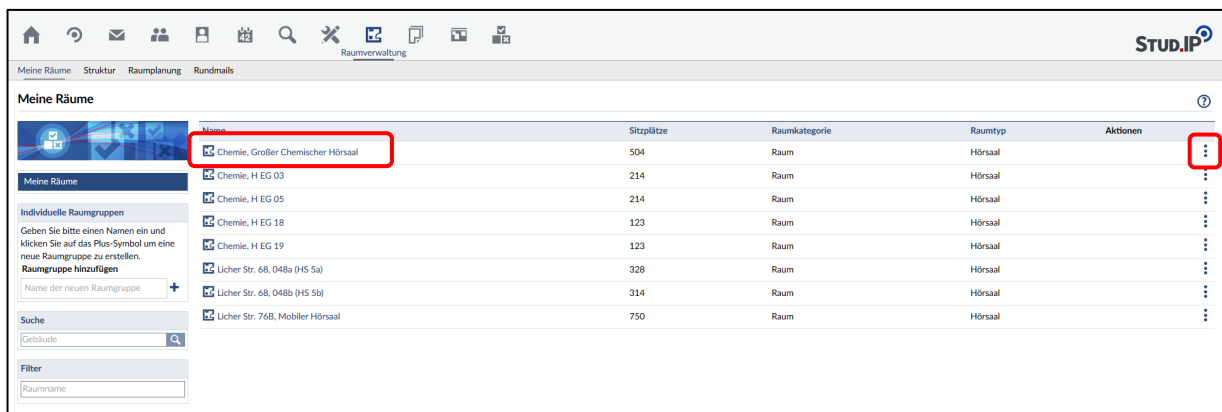 42
Raumverwaltung
STUD.IP
Meine Räume Struktur Raumplanung Rundmails
Meine Räume
?
Name Sitzplätze Raumkategorie Raumtyp Aktionen
Chemie, Großer Chemischer Hörsaal 504 Raum Hörsaal
Chemie, H EG 03 214 Raum Hörsaal
Chemie, H EG 05 214 Raum Hörsaal
Chemie, H EG 18 123 Raum Hörsaal
Chemie, H EG 19 123 Raum Hörsaal
Licher Str. 68, 048a (HS 5a) 328 Raum Hörsaal
Licher Str. 68, 048b (HS 5b) 314 Raum Hörsaal
Licher Str. 76B, Mobiler Hörsaal 750 Raum Hörsaal
Meine Räume
Individuelle Raumgruppen
Geben Sie bitte einen Namen ein und
klicken Sie auf das Plus-Symbol um eine
neue Raumgruppe zu erstellen.
Raumgruppe hinzufügen
Name der neuen Raumgruppe
Suche
Gebäude
Filter
Raumname